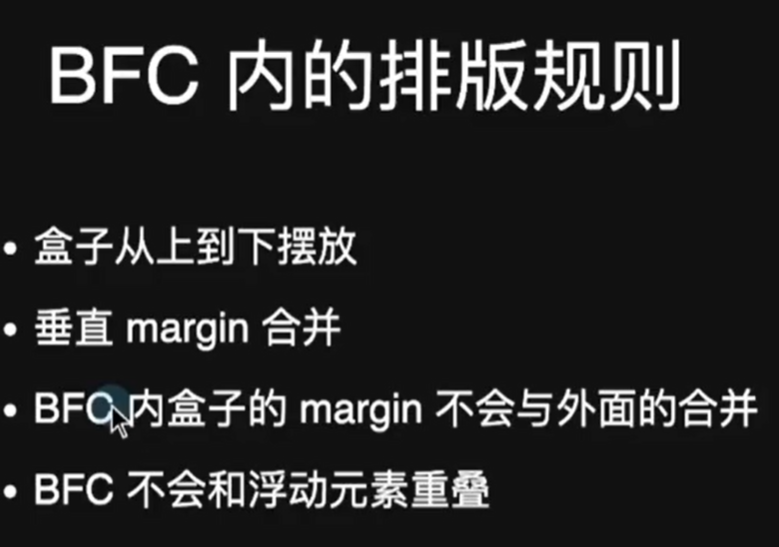 BFC 内的排版规则
• 盒子从上到下摆放
• 垂直 margin 合并
• BFC 内盒子的 margin 不会与外面的合并
• BFC 不会和浮动元素重叠